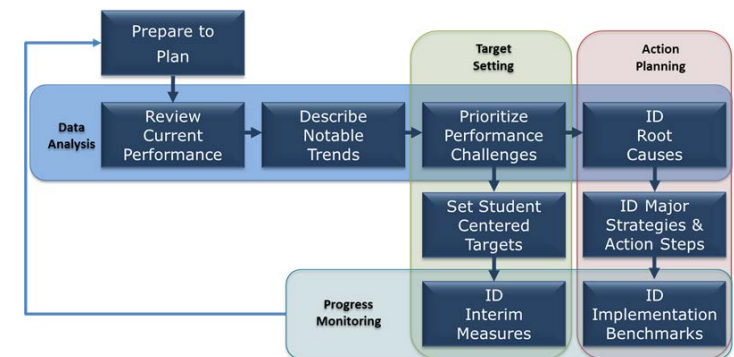 Prepare to
Plan
Target
Setting
Action
Planning
Data
Analysis
Review
Current
Performance
Describe
Notable
Trends
Prioritize
Performance
Challenges
ID
Root
Causes
Set Student
Centered
Targets
ID Major
Strategies &
Action Steps
Progress
Monitoring
ID
Interim
Measures
ID
Implementation
Benchmarks